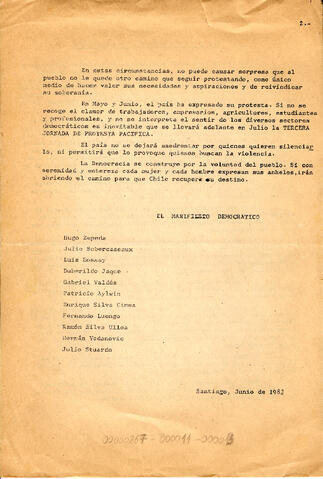 2.-
En estas circunstancias, no puede causar sorpresa que al
pueblo no le quede otro camino que seguir protestando, como único
medio de hacer valer sus necesidades y aspiraciones y de reivindicar
su soberanía.
En Mayo y Junio, el país ha expresado su protesta. Si no se
recoge el clamor de trabajadores, empresarios, agricultores, estudiantes
y profesionales, y no se interpreta el sentir de los diversos sectores
democráticos es inevitable que se llevará adelante en Julio la TERCERA
JORNADA DE PROTESTA PACIFICA.
El país no se dejará amedrentar por quienes quieren silenciar
lo, ni permitirá que lo provoque quienes buscan la violencia.
La Democracia se construye por la voluntad del pueblo. Si con
serenidad y entereza cada mujer y cada hombre expresan sus anhelos, irán
abriendo el camino para que Chile recupere su destino.
EL MANIFIESTO DEMOCRATICO
Hugo Zepeda
Julio Subercaseaux
Luis Bossay
Duberildo Jaque
Gabriel Valdés
Patricio Aylwin
Enrique Silva Cimma
Fernando Luengo
Ramón Silva Ulloa
Hernán Vodanovic
Julio Stuardo
Santiago, Junio de 1983
00000867 - 000011 - 00003